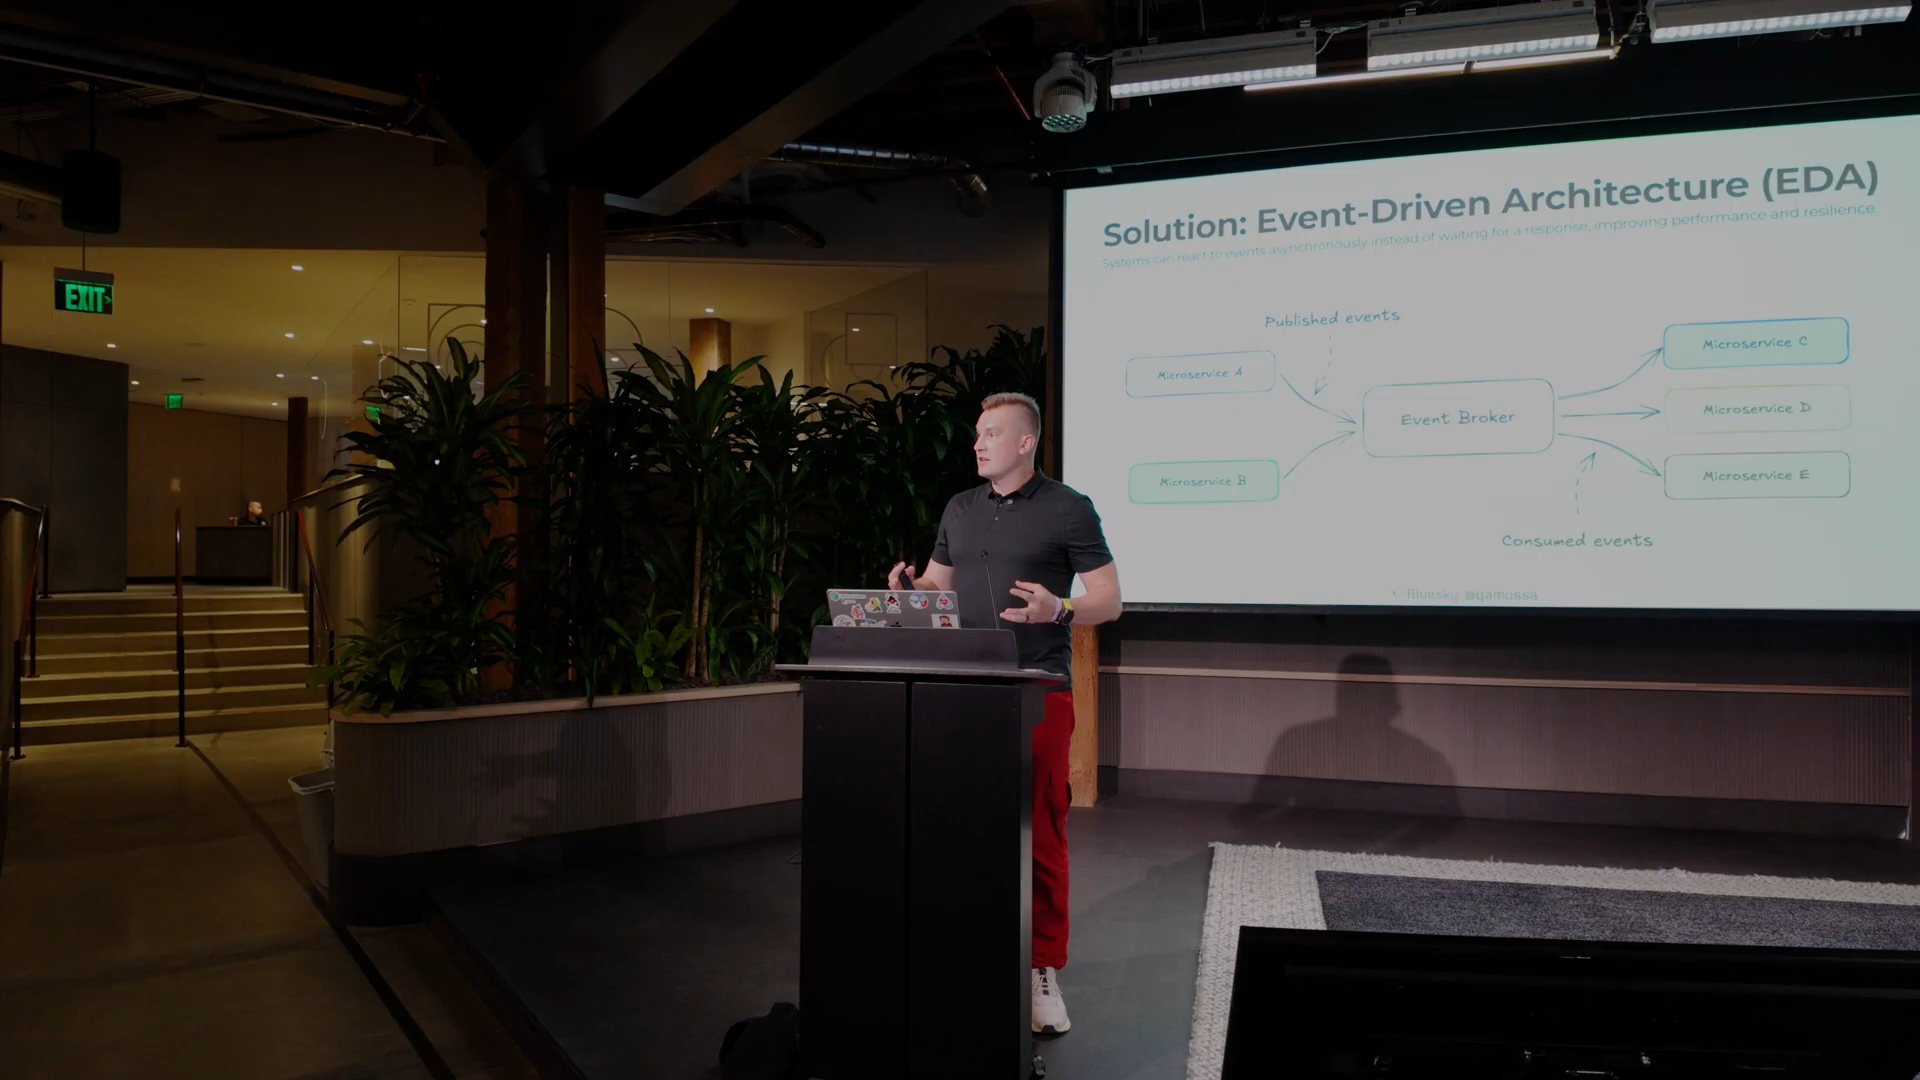 EXIT
Solution: Event-Driven Architecture (EDA)
Systems can react to events asynchronously instead of waiting for a response, improving performance and resilience.
Published events
Microservice A
Microservice B
Event Broker
Microservice C
Microservice D
Microservice E
Consumed events
Bluesky @gamussa